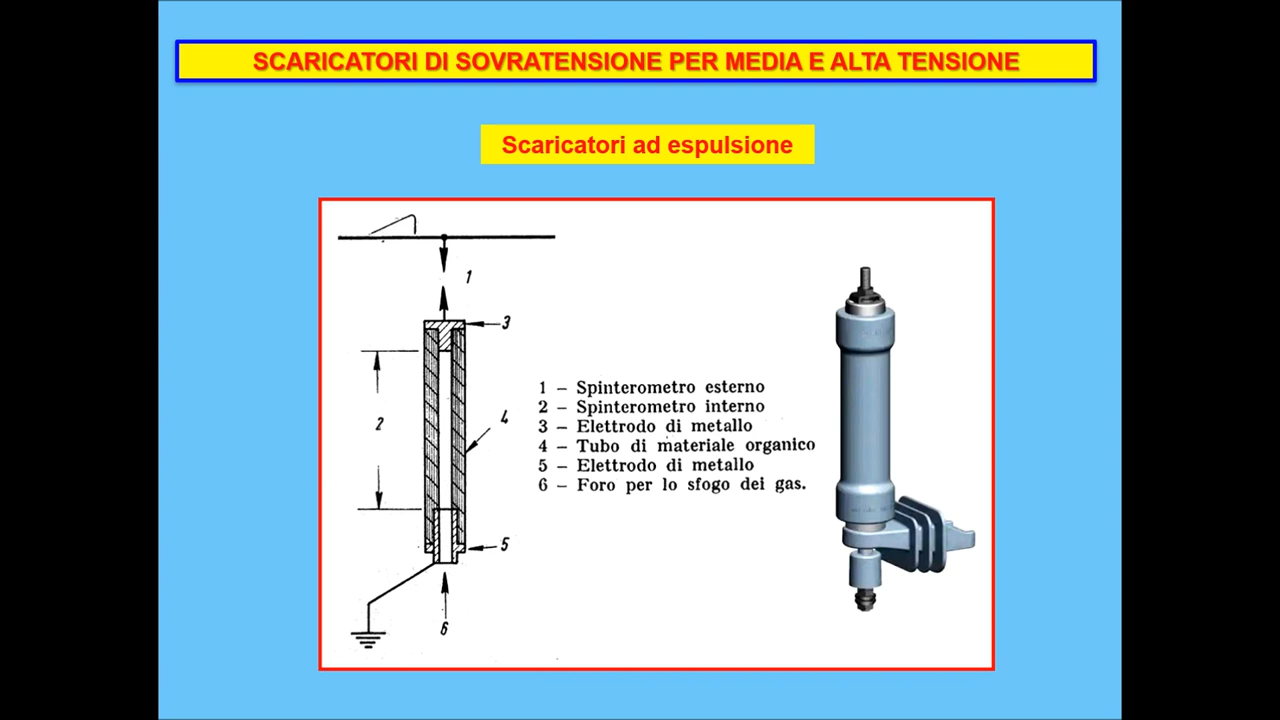 SCARICATORI DI SOVRATENSIONE PER MEDIA E ALTA TENSIONE
Scaricatori ad espulsione
1
3
2
4
1 – Spinterometro esterno
2 – Spinterometro interno
3 – Elettrodo di metallo
4 – Tubo di materiale organico
5 – Elettrodo di metallo
6 – Foro per lo sfogo dei gas.
5
6